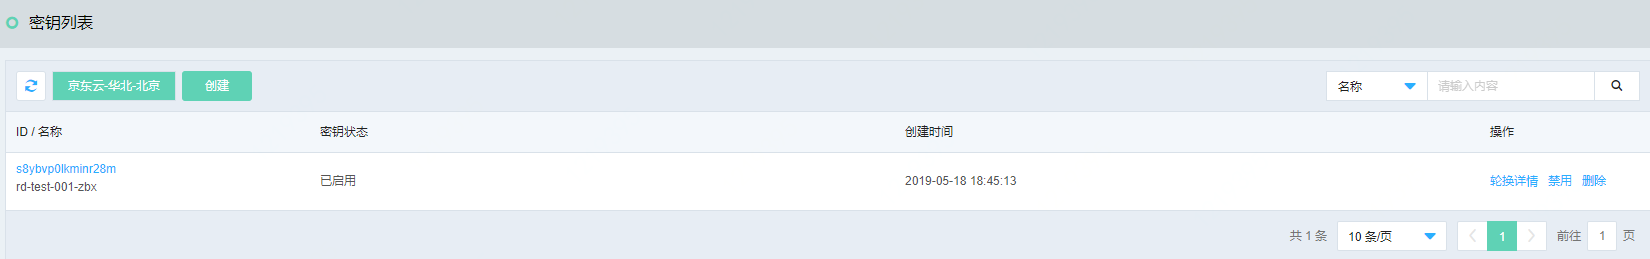 密钥列表
京东云-华北-北京 创建 名称 请输入内容
ID / 名称 密钥状态 创建时间 操作
s8ybvp0lkminr28m
rd-test-001-zbx 已启用 2019-05-18 18:45:13 轮换详情 禁用 删除
共 1 条 10 条/页 1 前往 1 页